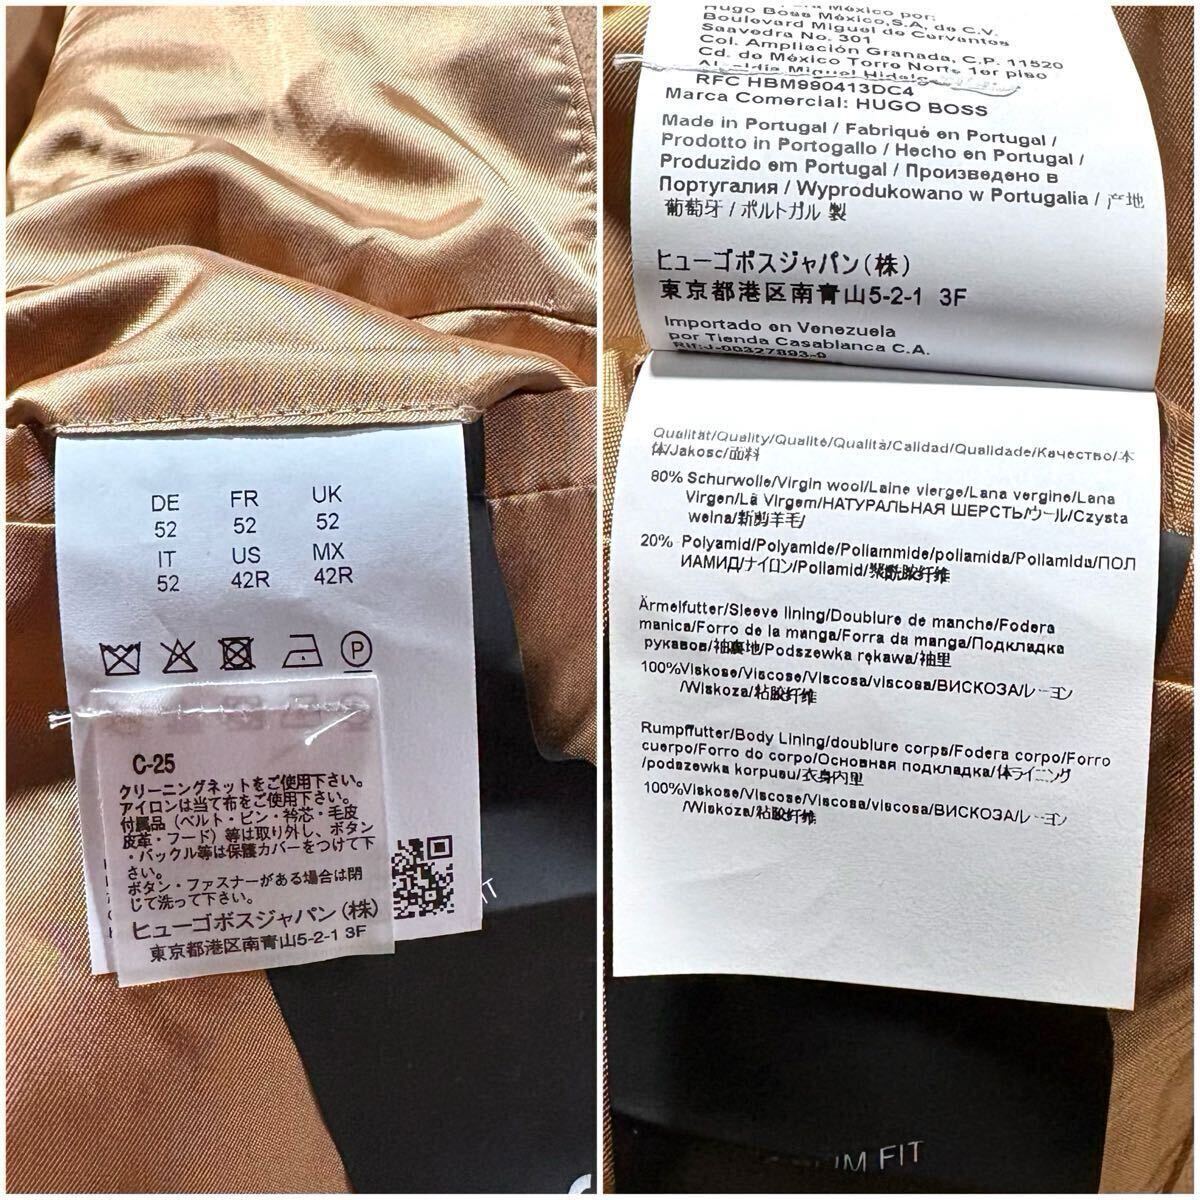 DE FR UK
52 52 52
IT US MX
52 42R 42R
P
C-25
クリーニングネットをご使用下さい。
アイロンは当て布をご使用下さい。
付属品（ベルト・ピン・衿芯・毛皮
皮革・フード）等は取り外し、ボタン
・バックル等は保護カバーをつけて下
さい。
ボタン・ファスナーがある場合は閉
じて洗って下さい。
ヒューゴボスジャパン(株)
東京都港区南青山5-2-1 3F
IT
México por:
Hugo Boss México,S.A, de C.V.
Boulevard Miguel de Cervantes
Saavedra No. 301
Col. Ampliación Granada, C.P. 11520
Cd. de México Torre Norte 1er piso
Miguel
RFC HBM990413DC4
Marca Comercial: HUGO BOSS
Made in Portugal / Fabriqué en Portugal /
Prodotto in Portogallo / Hecho en Portugal /
Produzido em Portugal / Произведено в
Португалия / Wyprodukowano w Portugalia / 产地
葡萄牙 / ポルトガル 製
ヒューゴボスジャパン(株)
東京都港区南青山5-2-1 3F
Importado en Venezuela
por Tienda Casablanca C.A.
Rif:J-00327893-9
Qualität/Quality/Qualité/Qualità/Calidad/Qualidade/Качество/本
体/Jakosc/面料
80% Schurwolle/Virgin wool/Laine vierge/Lana vergine/Lana
Virgen/Lã Virgem/НАТУРАЛЬНАЯ ШЕРСТЬ/ウール/Czysta
welna/新剪羊毛/
20% Polyamid/Polyamide/Poliammide/poliamida/Poliamida/ПОЛ
ИАМИД/ナイロン/Poliamid/聚酰胺纤维
Ärmelfutter/Sleeve lining/Doublure de manche/Fodera
manica/Forro de la manga/Forra da manga/Подкладка
рукавов/袖裏地/Podszewka rękawa/袖里
100%Viskose/Viscose/Viscosa/viscosa/ВИСКОЗА/レーヨン
/Wiskoza/粘胶纤维
Rumpffutter/Body Lining/doublure corps/Fodera corpo/Forro
cuerpo/Forro do corpo/Основная подкладка/体ライニング
/podszewka korpusu/衣身内里
100%Viskose/Viscose/Viscosa/viscosa/ВИСКОЗА/レーヨン
/Wiskoza/粘胶纤维
FIT